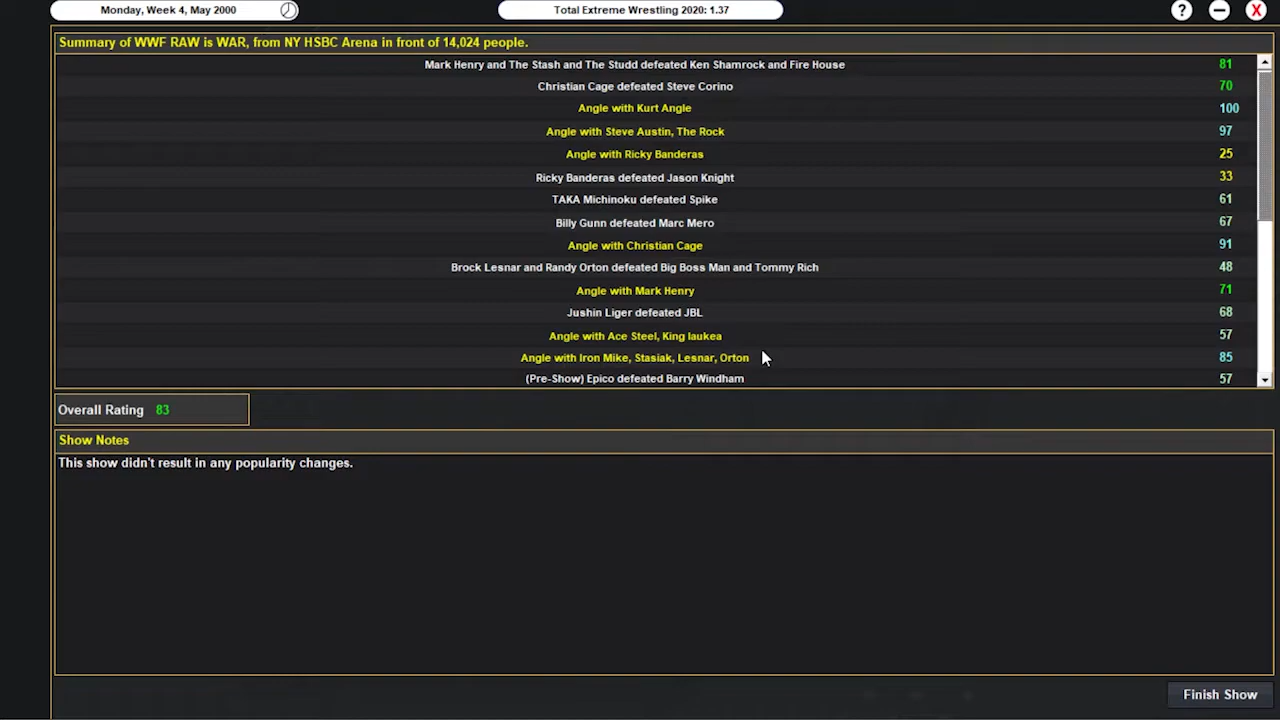 Monday, Week 4, May 2000
Total Extreme Wrestling 2020: 1.37
?
X
Summary of WWF RAW is WAR, from NY HSBC Arena in front of 14,024 people.
Mark Henry and The Stash and The Studd defeated Ken Shamrock and Fire House 81
Christian Cage defeated Steve Corino 70
Angle with Kurt Angle 100
Angle with Steve Austin, The Rock 97
Angle with Ricky Banderas 25
Ricky Banderas defeated Jason Knight 33
TAKA Michinoku defeated Spike 61
Billy Gunn defeated Marc Mero 67
Angle with Christian Cage 91
Brock Lesnar and Randy Orton defeated Big Boss Man and Tommy Rich 48
Angle with Mark Henry 71
Jushin Liger defeated JBL 68
Angle with Ace Steel, King Iaukea 57
Angle with Iron Mike, Stasiak, Lesnar, Orton 85
(Pre-Show) Epico defeated Barry Windham 57
Overall Rating 83
Show Notes
This show didn't result in any popularity changes.
Finish Show